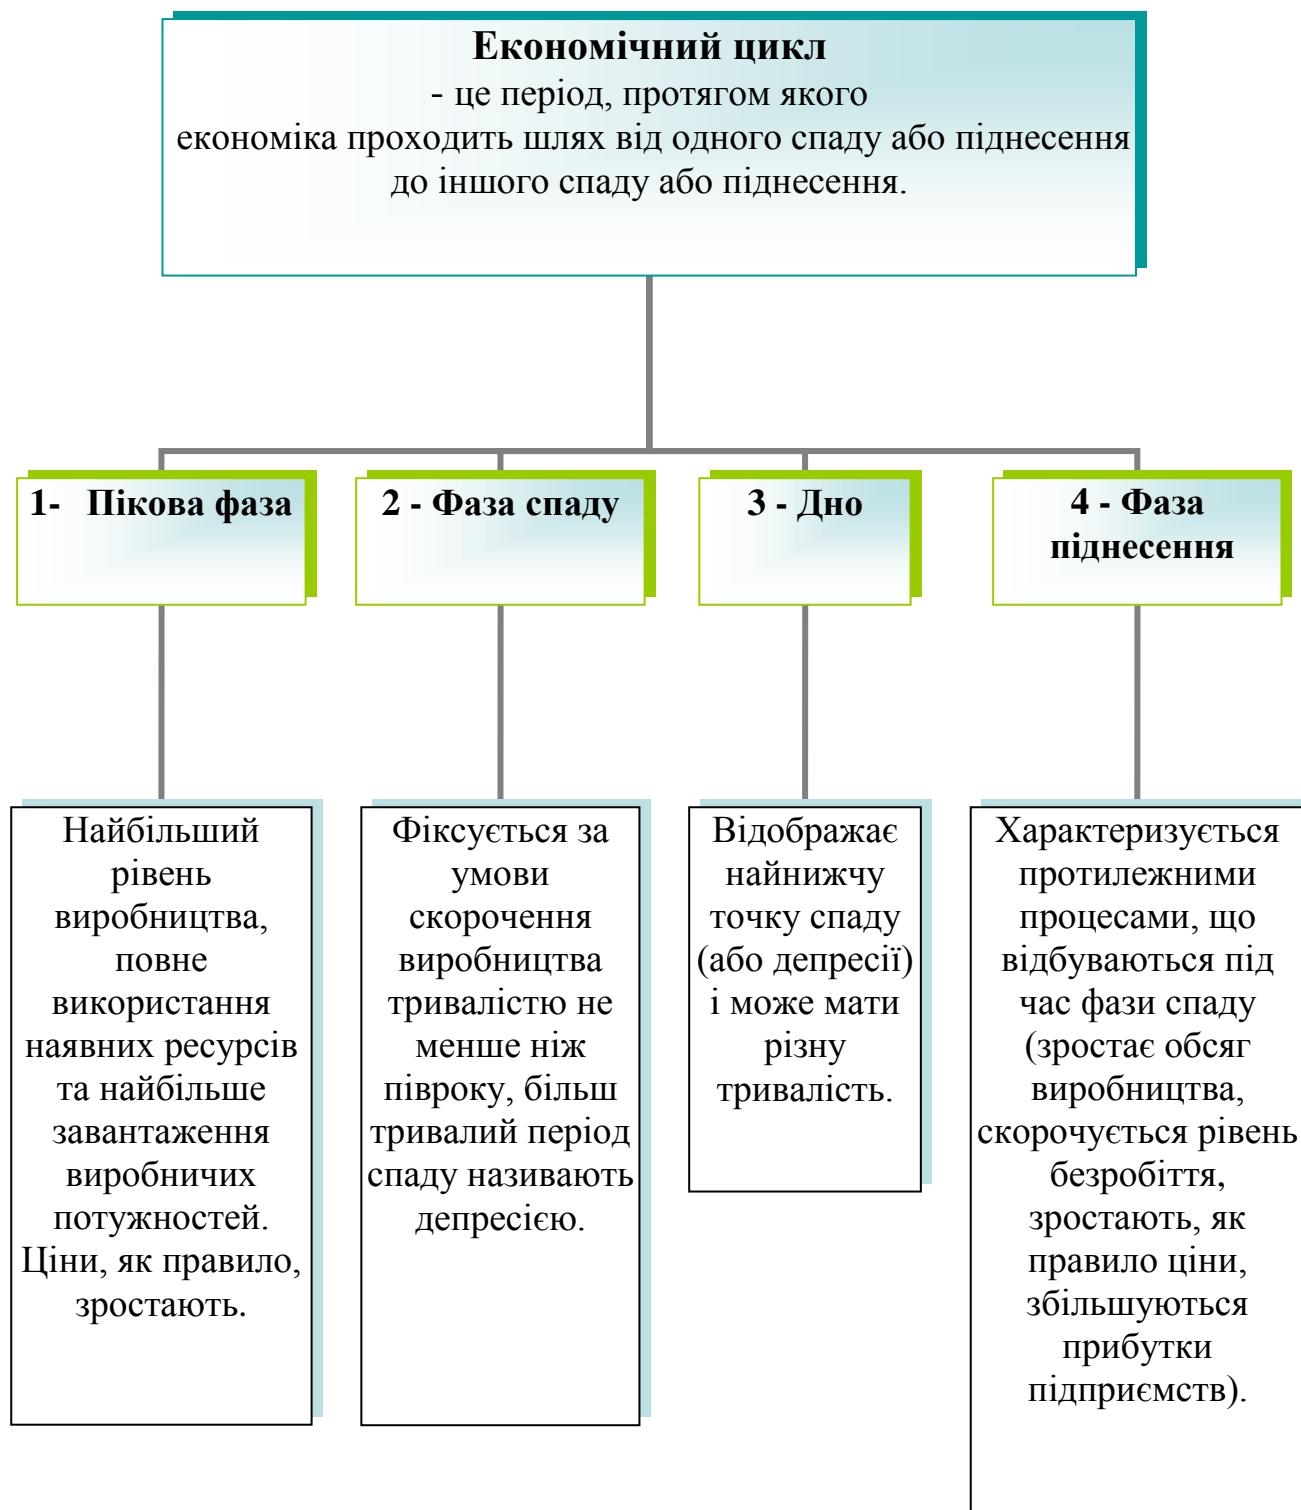 Економічний цикл
- це період, протягом якого
економіка проходить шлях від одного спаду або піднесення
до іншого спаду або піднесення.
1- Пікова фаза
2 - Фаза спаду
3 - Дно
4 - Фаза
піднесення
Найбільший
рівень
виробництва,
повне
використання
наявних ресурсів
та найбільше
завантаження
виробничих
потужностей.
Ціни, як правило,
зростають.
Фіксується за
умови
скорочення
виробництва
тривалістю не
менше ніж
півроку, більш
тривалий період
спаду називають
депресією.
Відображає
найнижчу
точку спаду
(або депресії)
і може мати
різну
тривалість.
Характеризується
протилежними
процесами, що
відбуваються під
час фази спаду
(зростає обсяг
виробництва,
скорочується рівень
безробіття,
зростають, як
правило ціни,
збільшуються
прибутки
підприємств).